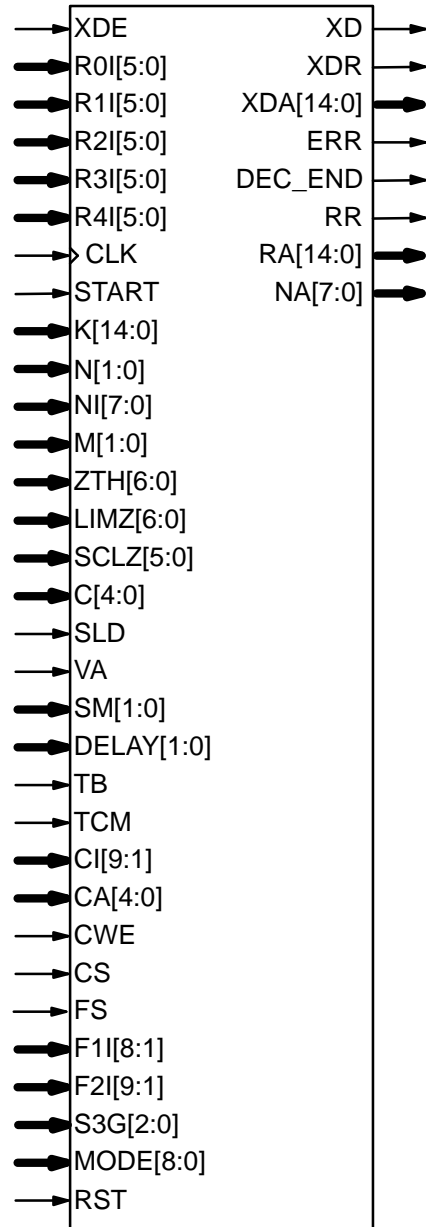 XDE XD
R0I[5:0] XDR
R1I[5:0] XDA[14:0]
R2I[5:0] ERR
R3I[5:0] DEC_END
R4I[5:0] RR
CLK RA[14:0]
START NA[7:0]
K[14:0]
N[1:0]
NI[7:0]
M[1:0]
ZTH[6:0]
LIMZ[6:0]
SCLZ[5:0]
C[4:0]
SLD
VA
SM[1:0]
DELAY[1:0]
TB
TCM
CI[9:1]
CA[4:0]
CWE
CS
FS
F1I[8:1]
F2I[9:1]
S3G[2:0]
MODE[8:0]
RST